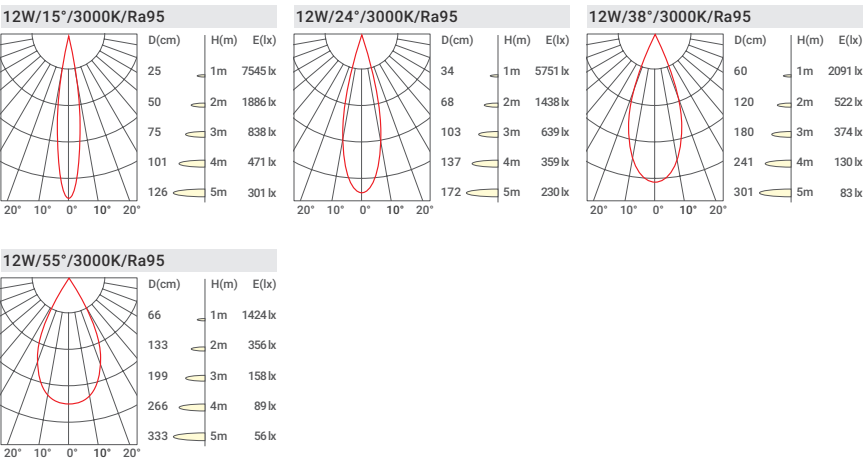 12W/15°/3000K/Ra95
D(cm) H(m) E(lx)
25 1m 7545 lx
50 2m 1886 lx
75 3m 838 lx
101 4m 471 lx
126 5m 301 lx
20° 10° 0° 10° 20°
12W/24°/3000K/Ra95
D(cm) H(m) E(lx)
34 1m 5751 lx
68 2m 1438 lx
103 3m 639 lx
137 4m 359 lx
172 5m 230 lx
20° 10° 0° 10° 20°
12W/38°/3000K/Ra95
D(cm) H(m) E(lx)
60 1m 2091 lx
120 2m 522 lx
180 3m 374 lx
241 4m 130 lx
301 5m 83 lx
20° 10° 0° 10° 20°
12W/55°/3000K/Ra95
D(cm) H(m) E(lx)
66 1m 1424 lx
133 2m 356 lx
199 3m 158 lx
266 4m 89 lx
333 5m 56 lx
20° 10° 0° 10° 20°